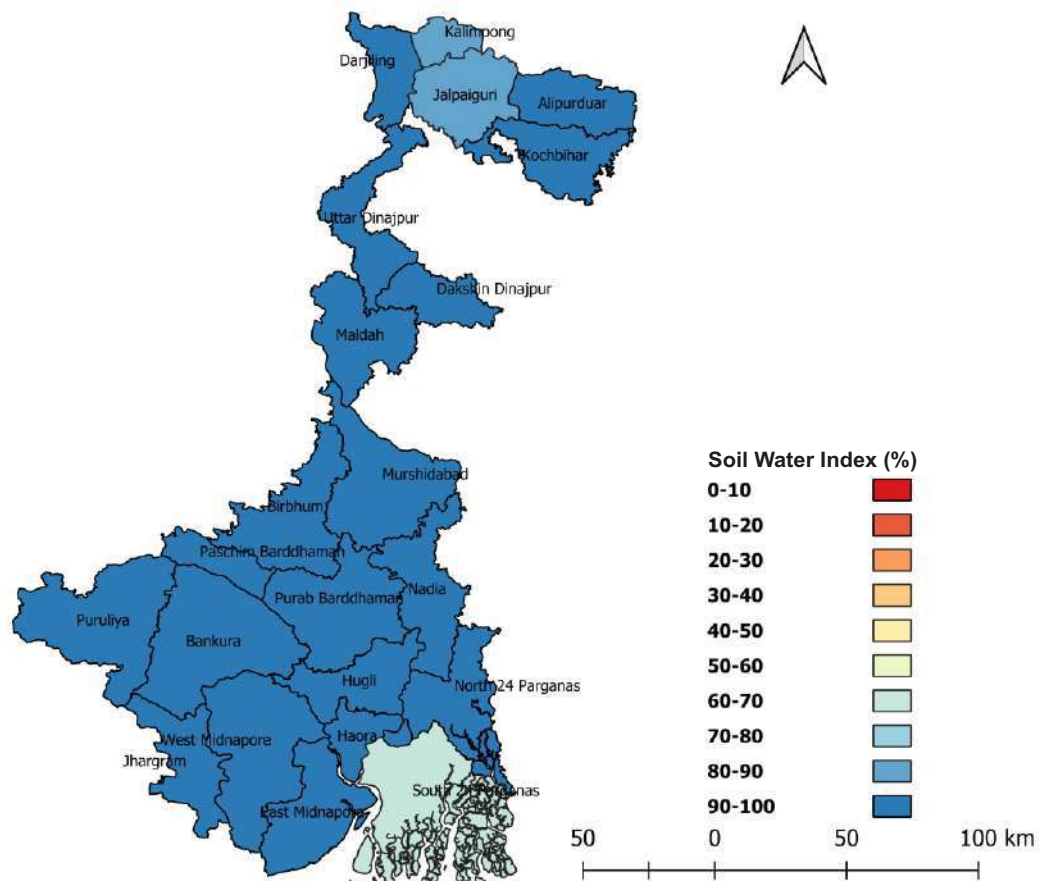 Kalimpong
Darjiling
Jalpaiguri
Alipurduar
Kochbihar
Uttar Dinajpur
Dakshin Dinajpur
Maldah
Murshidabad
Birbhum
Paschim Barddhaman
Nadia
Purab Barddhaman
Puruliya
Bankura
Hugli
North 24 Parganas
Haora
West Midnapore
Jhargram
South 24 Parganas
East Midnapole
Soil Water Index (%)
0-10
10-20
20-30
30-40
40-50
50-60
60-70
70-80
80-90
90-100
50 0 50 100 km